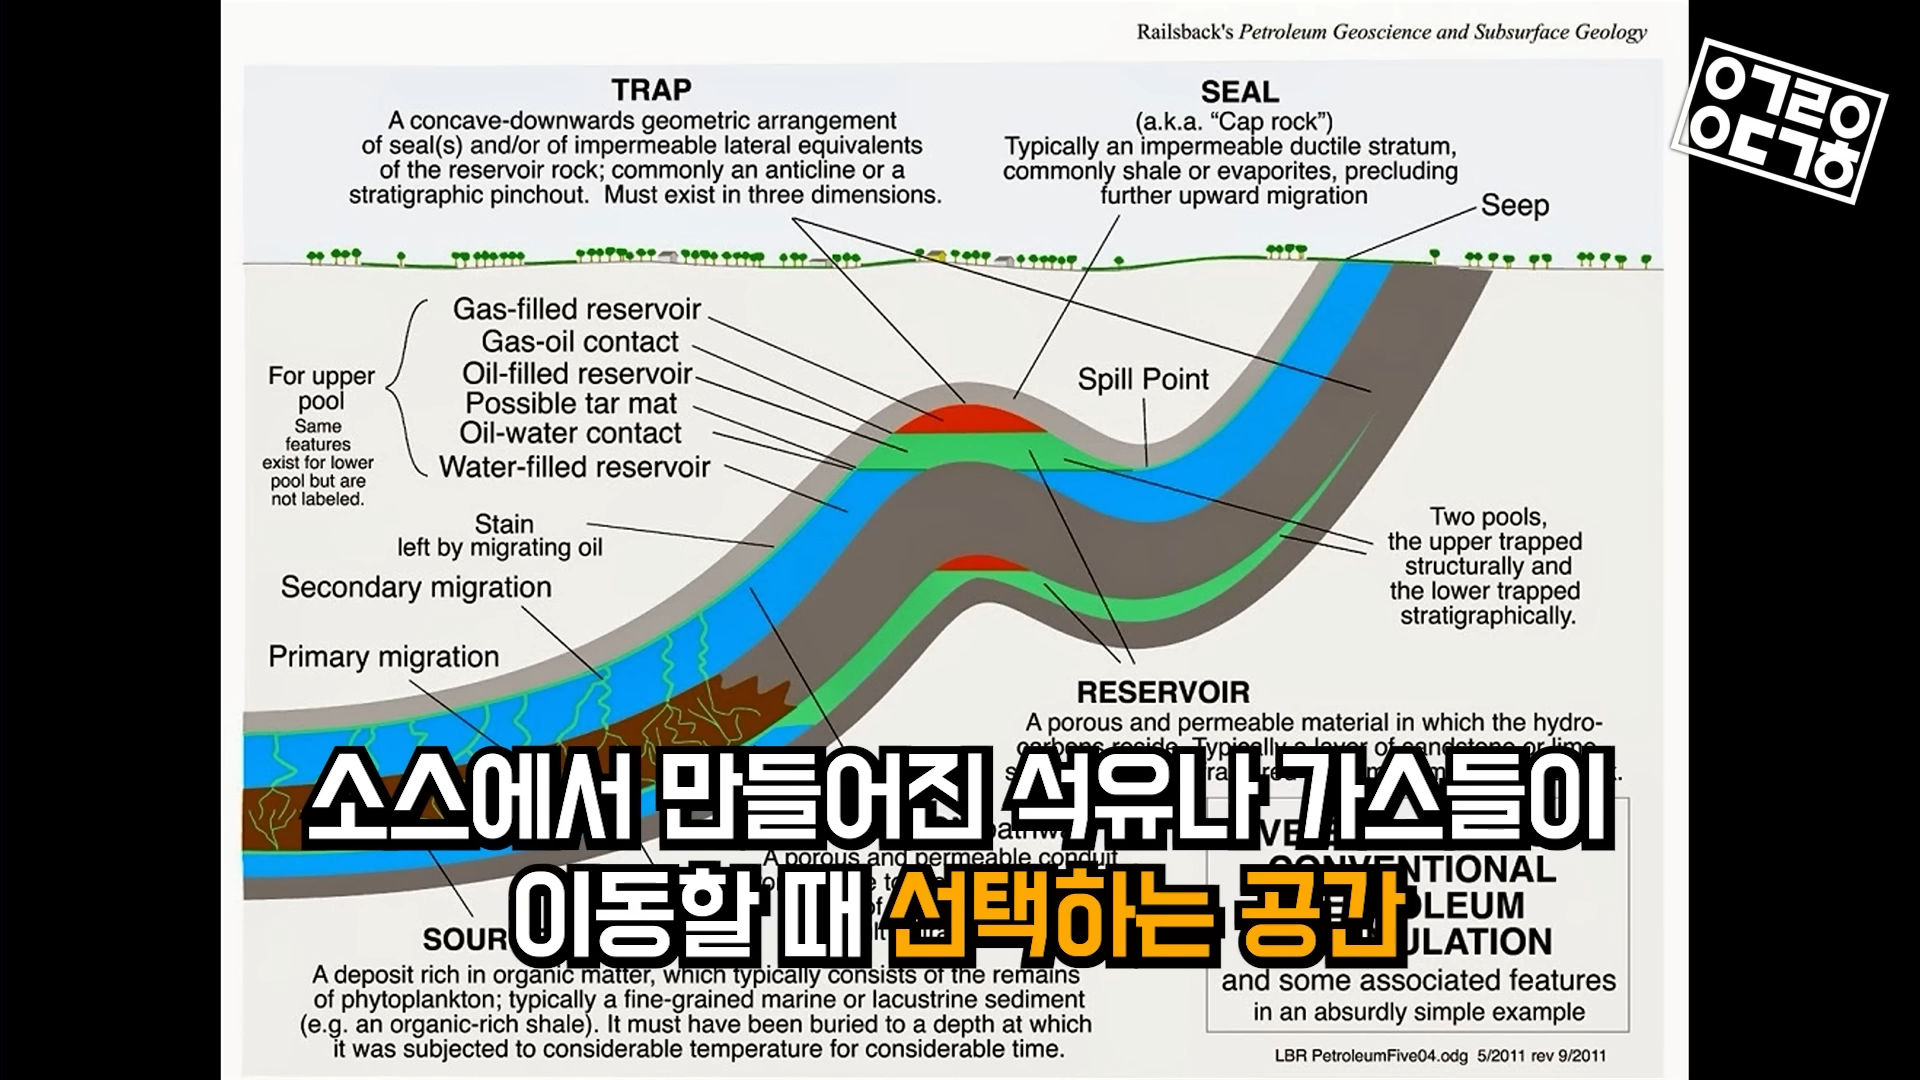 Railsback's Petroleum Geoscience and Subsurface Geology
TRAP
A concave-downwards geometric arrangement
of seal(s) and/or of impermeable lateral equivalents
of the reservoir rock; commonly an anticline or a
stratigraphic pinchout. Must exist in three dimensions.
SEAL
(a.k.a. “Cap rock”)
Typically an impermeable ductile stratum,
commonly shale or evaporites, precluding
further upward migration
Seep
Gas-filled reservoir
Gas-oil contact
Oil-filled reservoir
Possible tar mat
Oil-water contact
Water-filled reservoir
For upper
pool
Same
features
exist for lower
pool but are
not labeled.
Spill Point
Stain
left by migrating oil
Secondary migration
Primary migration
Two pools,
the upper trapped
structurally and
the lower trapped
stratigraphically.
RESERVOIR
A porous and permeable material in which the hydro-
carbons reside. Typically a layer of sandstone or lime-
소스에서 만들어진 석유나 가스들이
이동할 때 선택하는 공간
A porous and permeable conduit
CONVENTIONAL
and some associated features
in an absurdly simple example
A deposit rich in organic matter, which typically consists of the remains
of phytoplankton; typically a fine-grained marine or lacustrine sediment
(e.g. an organic-rich shale). It must have been buried to a depth at which
it was subjected to considerable temperature for considerable time.
LBR PetroleumFive04.odg 5/2011 rev 9/2011